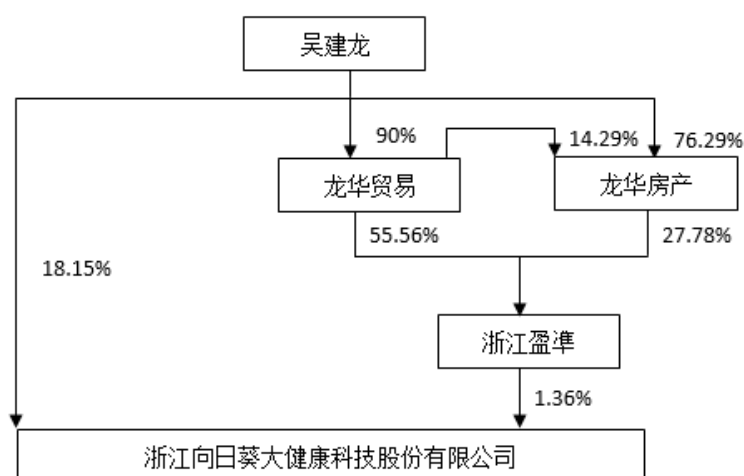 吴建龙
90%
14.29%
76.29%
龙华贸易
龙华房产
55.56%
27.78%
18.15%
浙江盈凖
1.36%
浙江向日葵大健康科技股份有限公司